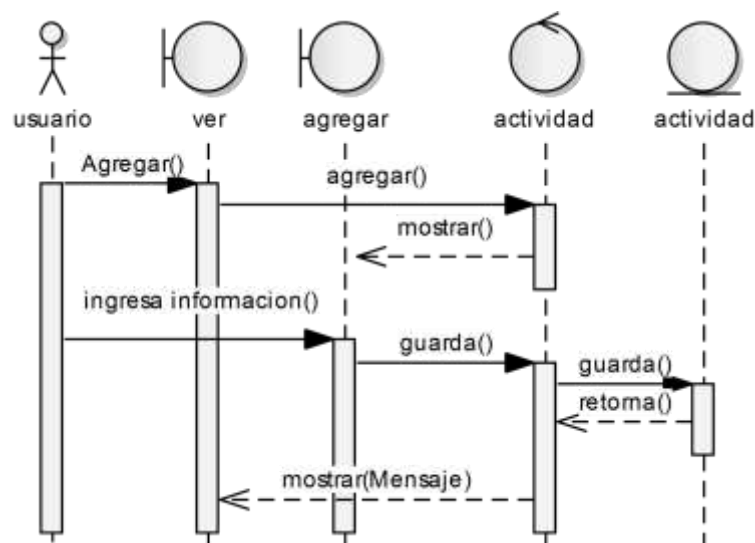 usuario
ver
agregar
actividad
actividad
Agregar()
agregar()
mostrar()
ingresa informacion()
guarda()
guarda()
retorna()
mostrar(Mensaje)